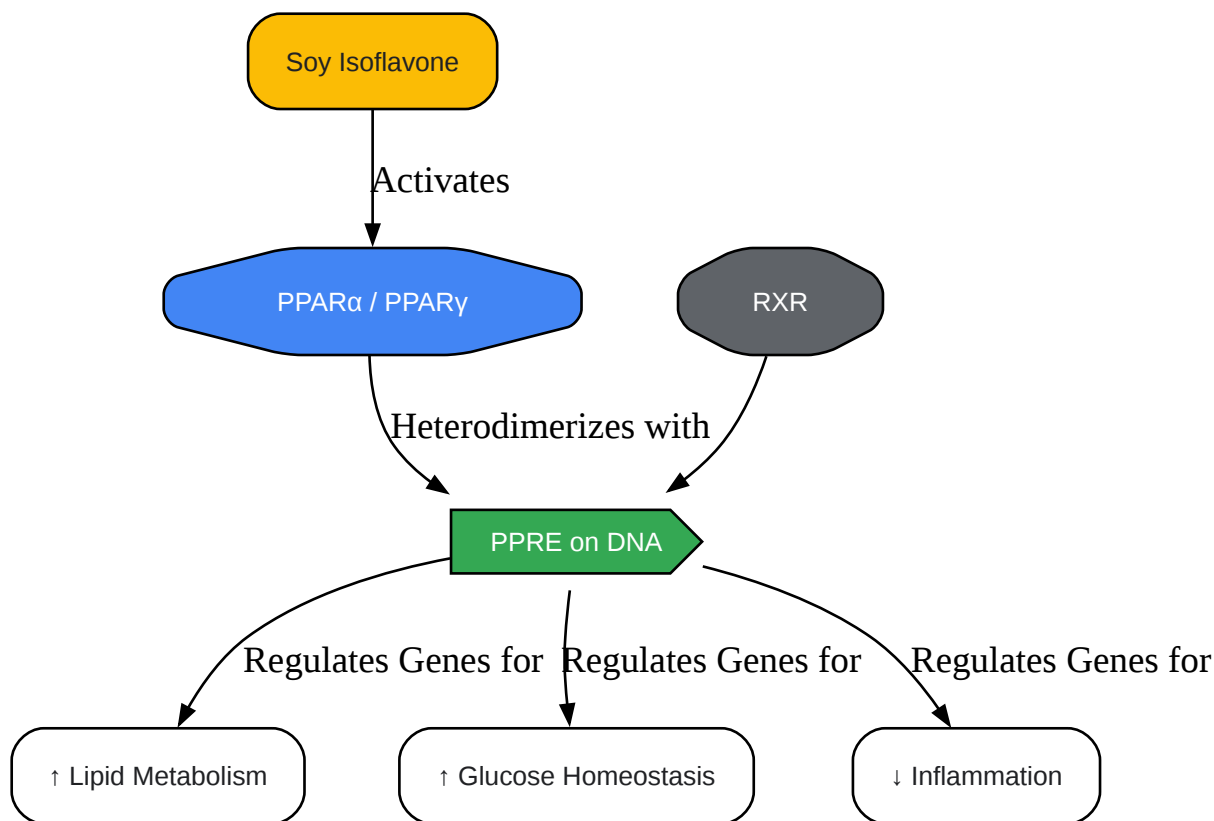 Soy Isoflavone
Activates
PPARα / PPARγ
RXR
Heterodimerizes with
PPRE on DNA
Regulates Genes for
Regulates Genes for
Regulates Genes for
↑ Lipid Metabolism
↑ Glucose Homeostasis
↓ Inflammation